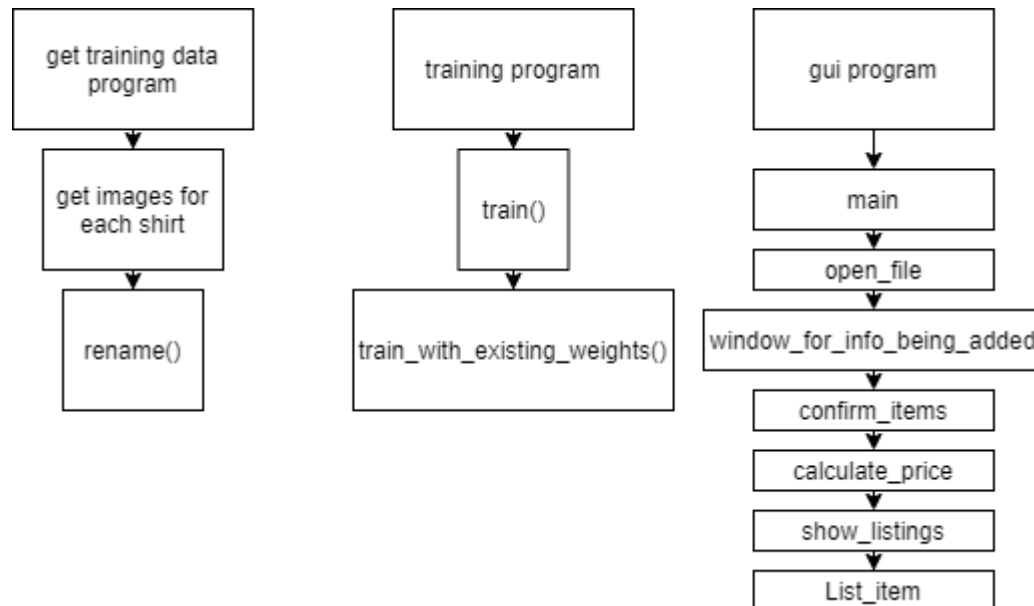 get training data
program
get images for
each shirt
rename()
training program
train()
train_with_existing_weights()
gui program
main
open_file
window_for_info_being_added
confirm_items
calculate_price
show_listings
List_item